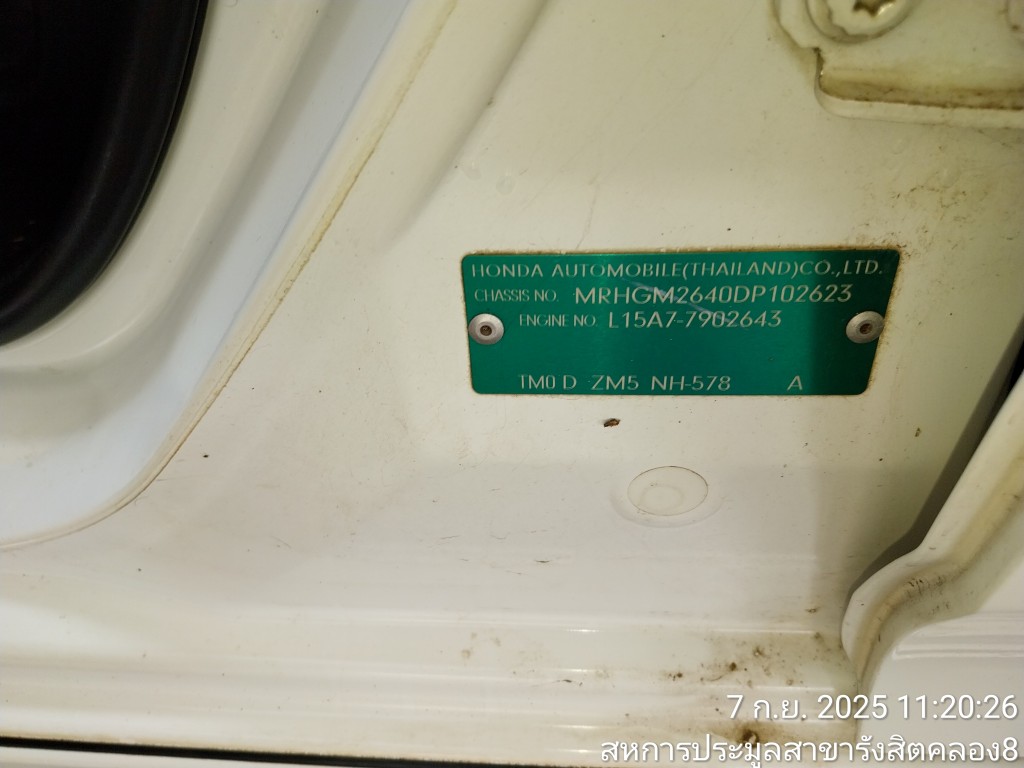 HONDA AUTOMOBILE(THAILAND)CO.,LTD.
CHASSIS NO. MRHGM2640DP102623
ENGINE NO. L15A7-7902643
TM0 D ZM5 NH-578 A
7 ก.ย. 2025 11:20:26
สหการประมูลสาขารังสิตคลอง8